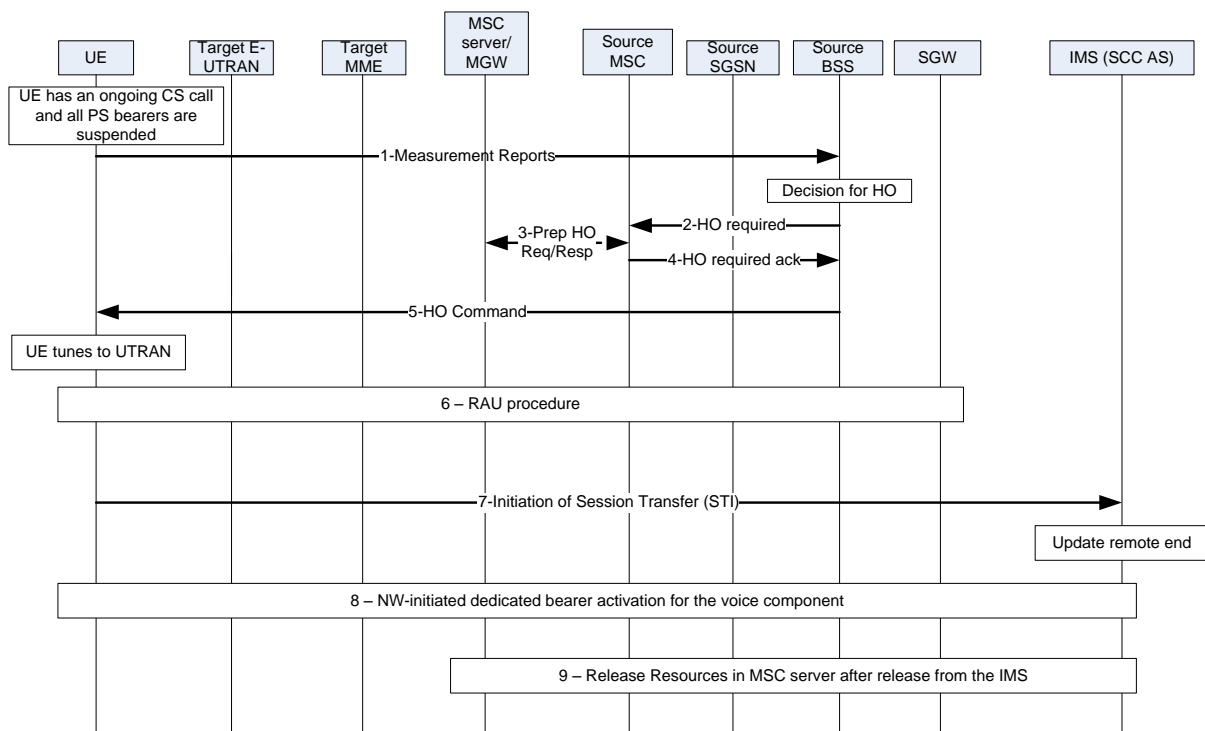 UE
Target E-
UTRAN
Target
MME
MSC
server/
MGW
Source
MSC
Source
SGSN
Source
BSS
SGW
IMS (SCC AS)
UE has an ongoing CS call
and all PS bearers are
suspended
1-Measurement Reports
Decision for HO
2-HO required
3-Prep HO
Req/Resp
4-HO required ack
5-HO Command
UE tunes to UTRAN
6 – RAU procedure
7-Initiation of Session Transfer (STI)
Update remote end
8 – NW-initiated dedicated bearer activation for the voice component
9 – Release Resources in MSC server after release from the IMS